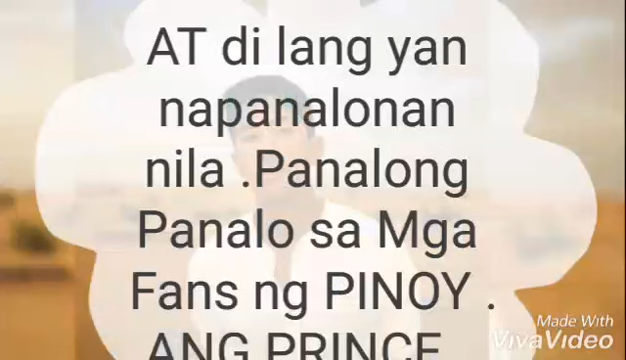 AT di lang yan
napanalonan
nila .Panalong
Panalo sa Mga
Fans ng PINOY .
ANG PRINCE
Made With
VivaVideo